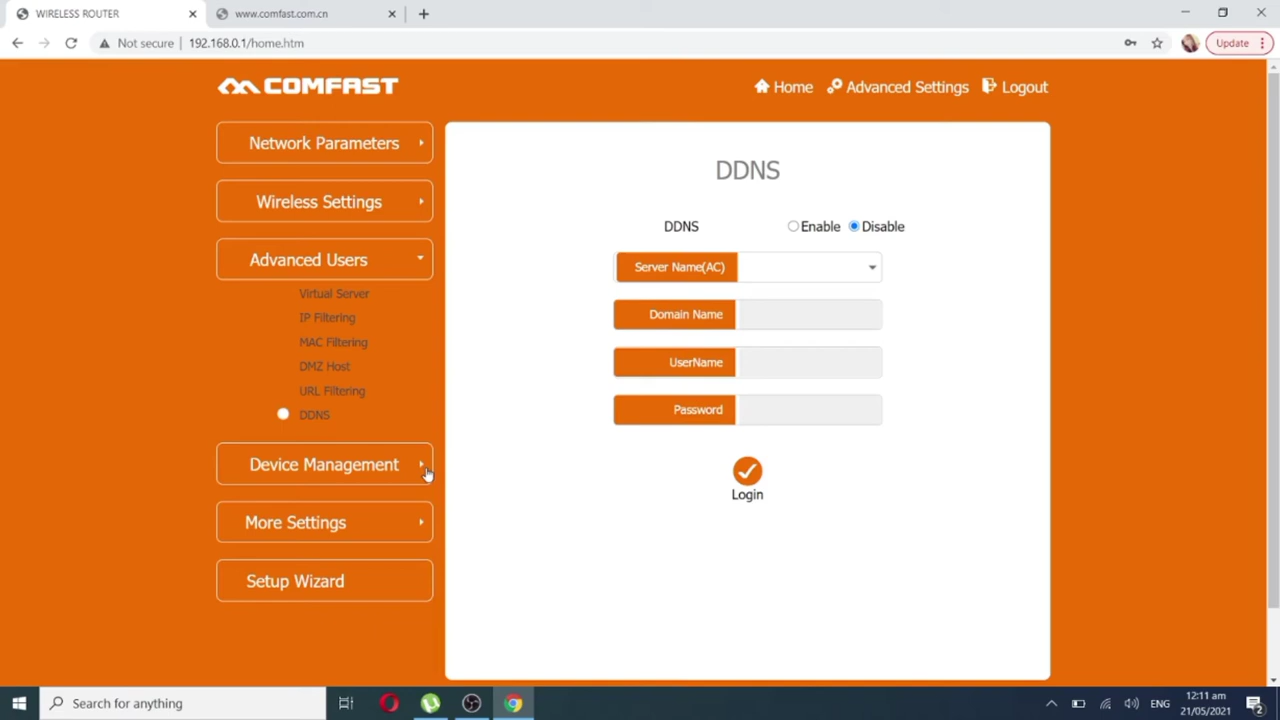 WIRELESS ROUTER
www.comfast.com.cn
Not secure
192.168.0.1/home.htm
Update
COMFAST
Home
Advanced Settings
Logout
Network Parameters
Wireless Settings
Advanced Users
Virtual Server
IP Filtering
MAC Filtering
DMZ Host
URL Filtering
DDNS
Device Management
More Settings
Setup Wizard
DDNS
DDNS
Enable
Disable
Server Name(AC)
Domain Name
UserName
Password
Login
Search for anything
ENG
12:11 am
21/05/2021
2